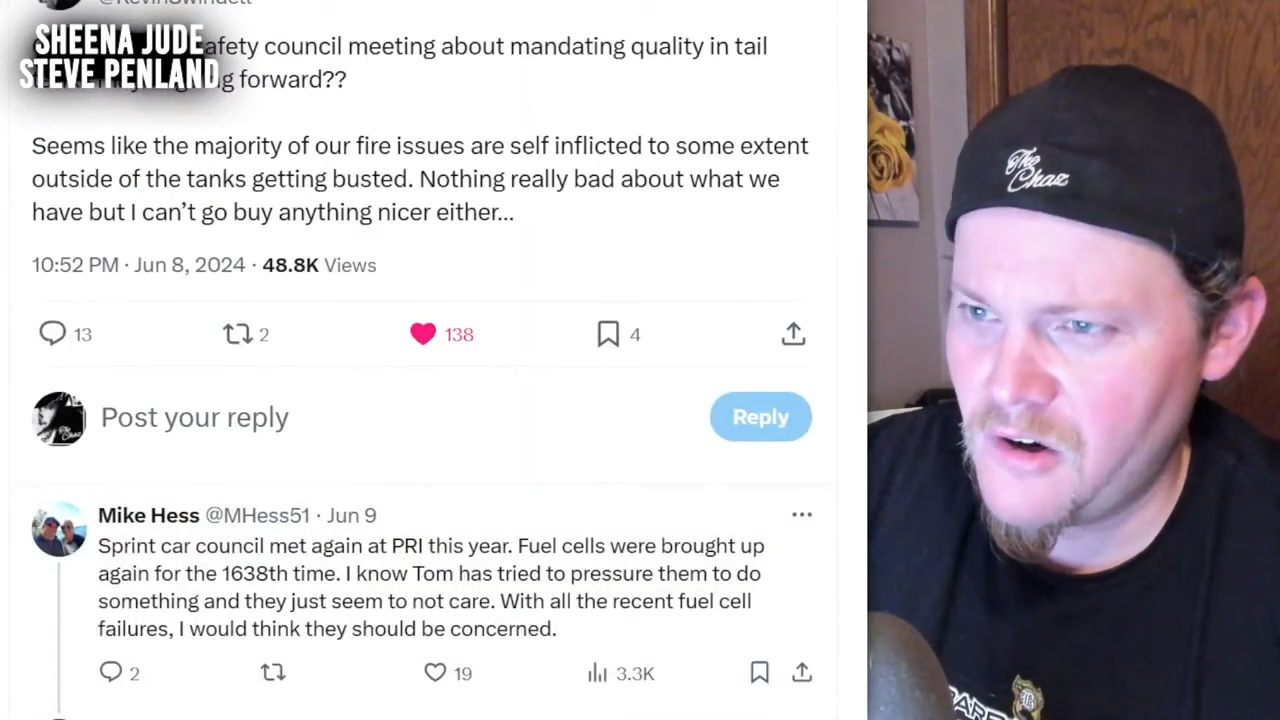 @KevinSwindell
SHEENA JUDE
STEVE PENLAND
afety council meeting about mandating quality in tail
g forward??
Seems like the majority of our fire issues are self inflicted to some extent
outside of the tanks getting busted. Nothing really bad about what we
have but I can’t go buy anything nicer either...
10:52 PM · Jun 8, 2024 · 48.8K Views
13 2 138 4
Post your reply
Reply
Mike Hess @MHess51 · Jun 9
Sprint car council met again at PRI this year. Fuel cells were brought up
again for the 1638th time. I know Tom has tried to pressure them to do
something and they just seem to not care. With all the recent fuel cell
failures, I would think they should be concerned.
2 19 3.3K
The
Chaz